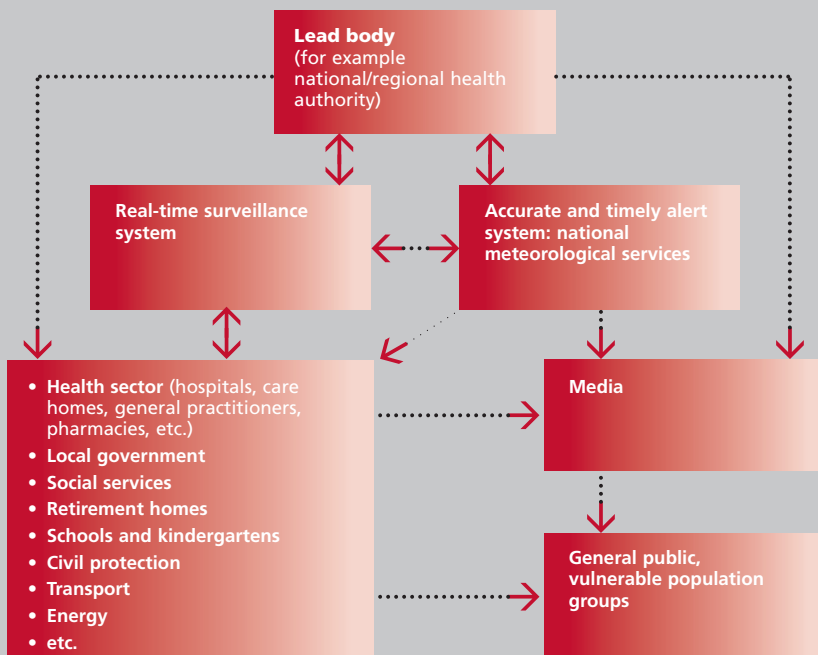 Lead body
(for example
national/regional health
authority)
Real-time surveillance
system
Accurate and timely alert
system: national
meteorological services
• Health sector (hospitals, care
homes, general practitioners,
pharmacies, etc.)
• Local government
• Social services
• Retirement homes
• Schools and kindergartens
• Civil protection
• Transport
• Energy
• etc.
Media
General public,
vulnerable population
groups